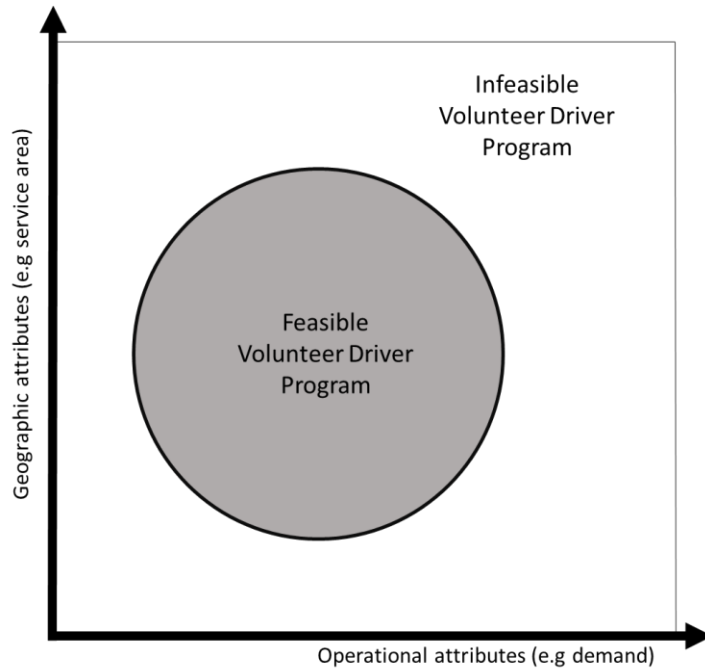 Infeasible
Volunteer Driver
Program
Feasible
Volunteer Driver
Program
Geographic attributes (e.g service area)
Operational attributes (e.g demand)